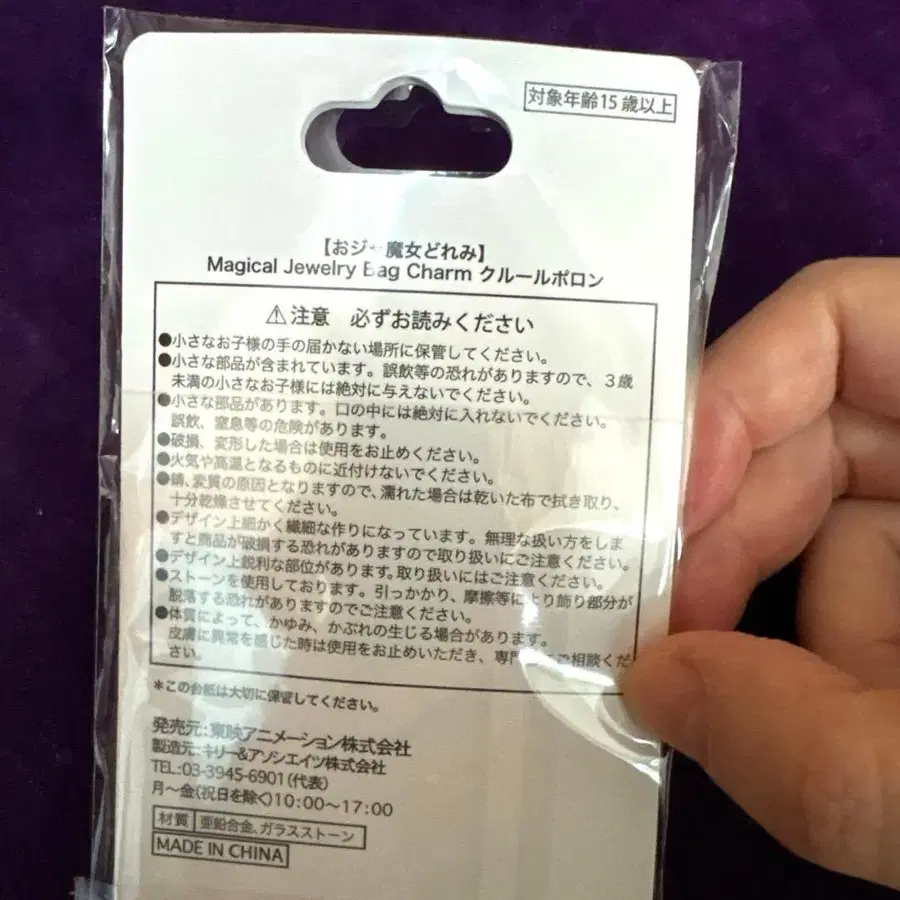 対象年齢15歳以上
【おジャ魔女どれみ】
Magical Jewelry Bag Charm クルールポロン
⚠注意 必ずお読みください
●小さなお子様の手の届かない場所に保管してください。
●小さな部品が含まれています。誤飲等の恐れがありますので、3歳
未満の小さなお子様には絶対に与えないでください。
●小さな部品があります。口の中には絶対に入れないでください。
誤飲、窒息等の危険があります。
●破損、変形した場合は使用をお止めください。
●火気や高温となるものに近付けないでください。
●錆、変質の原因となりますので、濡れた場合は乾いた布で拭き取り、
十分乾燥させてください。
●デザイン上細かく繊細な作りになっています。無理な扱い方をしま
すと商品が破損する恐れがありますので取り扱いにご注意ください。
●デザイン上鋭利な部位があります。取り扱いにはご注意ください。
●ストーンを使用しております。引っかかり、摩擦等により飾り部分が
脱落する恐れがありますのでご注意ください。
●体質によって、かゆみ、かぶれの生じる場合があります。
皮膚に異常を感じた時は使用をお止めいただき、専門 ご相談くだ
さい。
*この台紙は大切に保管してください。
発売元:東映アニメーション株式会社
製造元:キリー&アソシエイツ株式会社
TEL:03-3945-6901(代表)
月～金(祝日を除く)10:00～17:00
材質 亜鉛合金、ガラスストーン
MADE IN CHINA